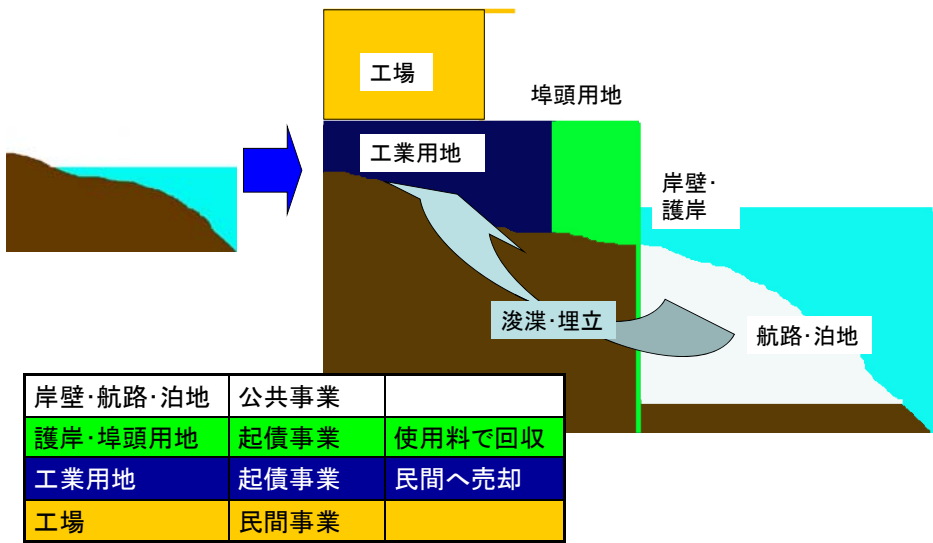 工場
埠頭用地
工業用地
岸壁・
護岸
浚渫・埋立
航路・泊地
岸壁・航路・泊地 公共事業
護岸・埠頭用地 起債事業 使用料で回収
工業用地 起債事業 民間へ売却
工場 民間事業